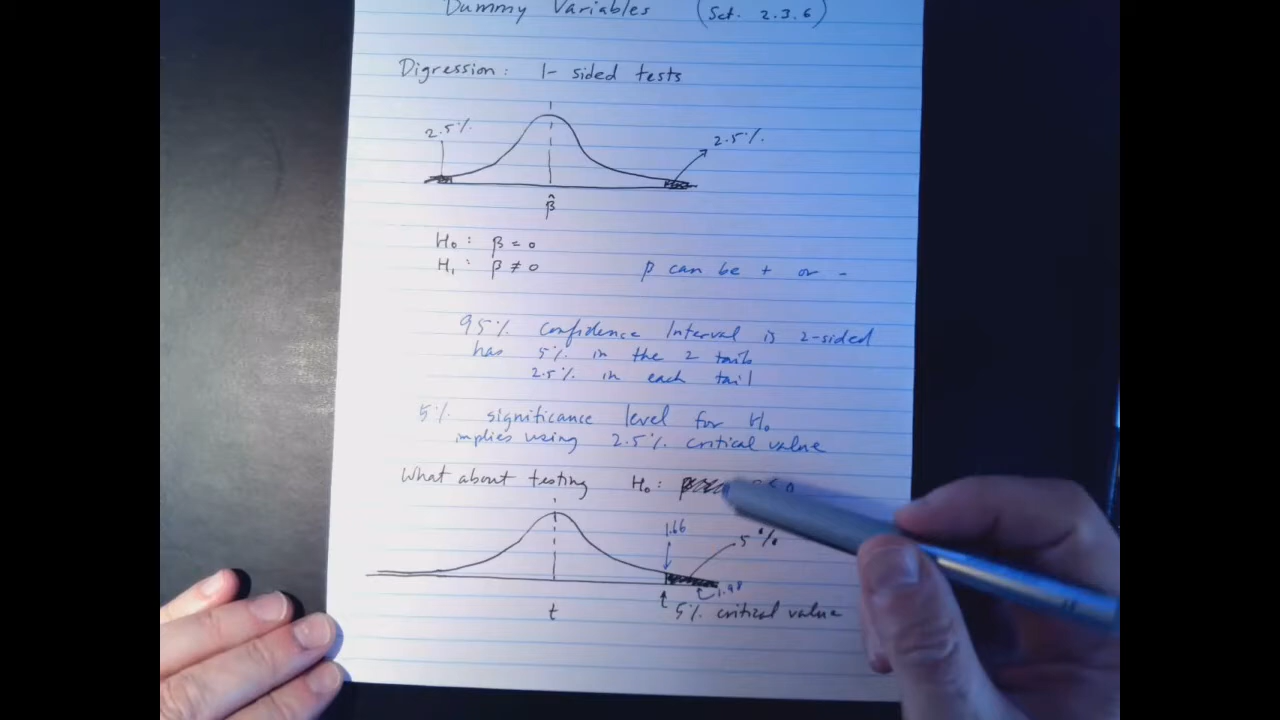 Dummy Variables (Set. 2.3.6)
Digression: 1-sided tests
2.5%
2.5%
β̂
H₀: β = 0
H₁: β ≠ 0 β can be + or -
95% Confidence Interval is 2-sided
has 5% in the 2 tails
2.5% in each tail
5% significance level for H₀
implies using 2.5% critical value
What about testing H₀:
1.66
5%
1.98
t 5% critical value